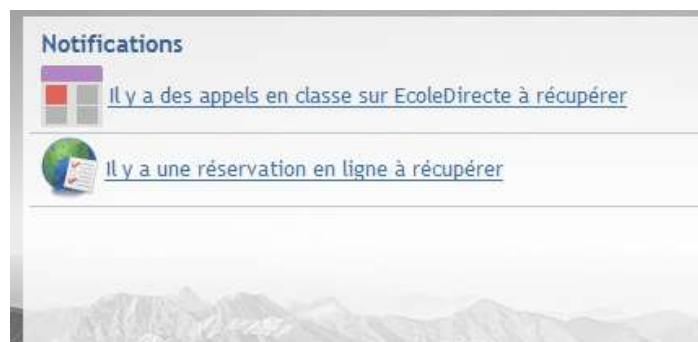 Notifications
Il y a des appels en classe sur EcoleDirecte à récupérer
Il y a une réservation en ligne à récupérer